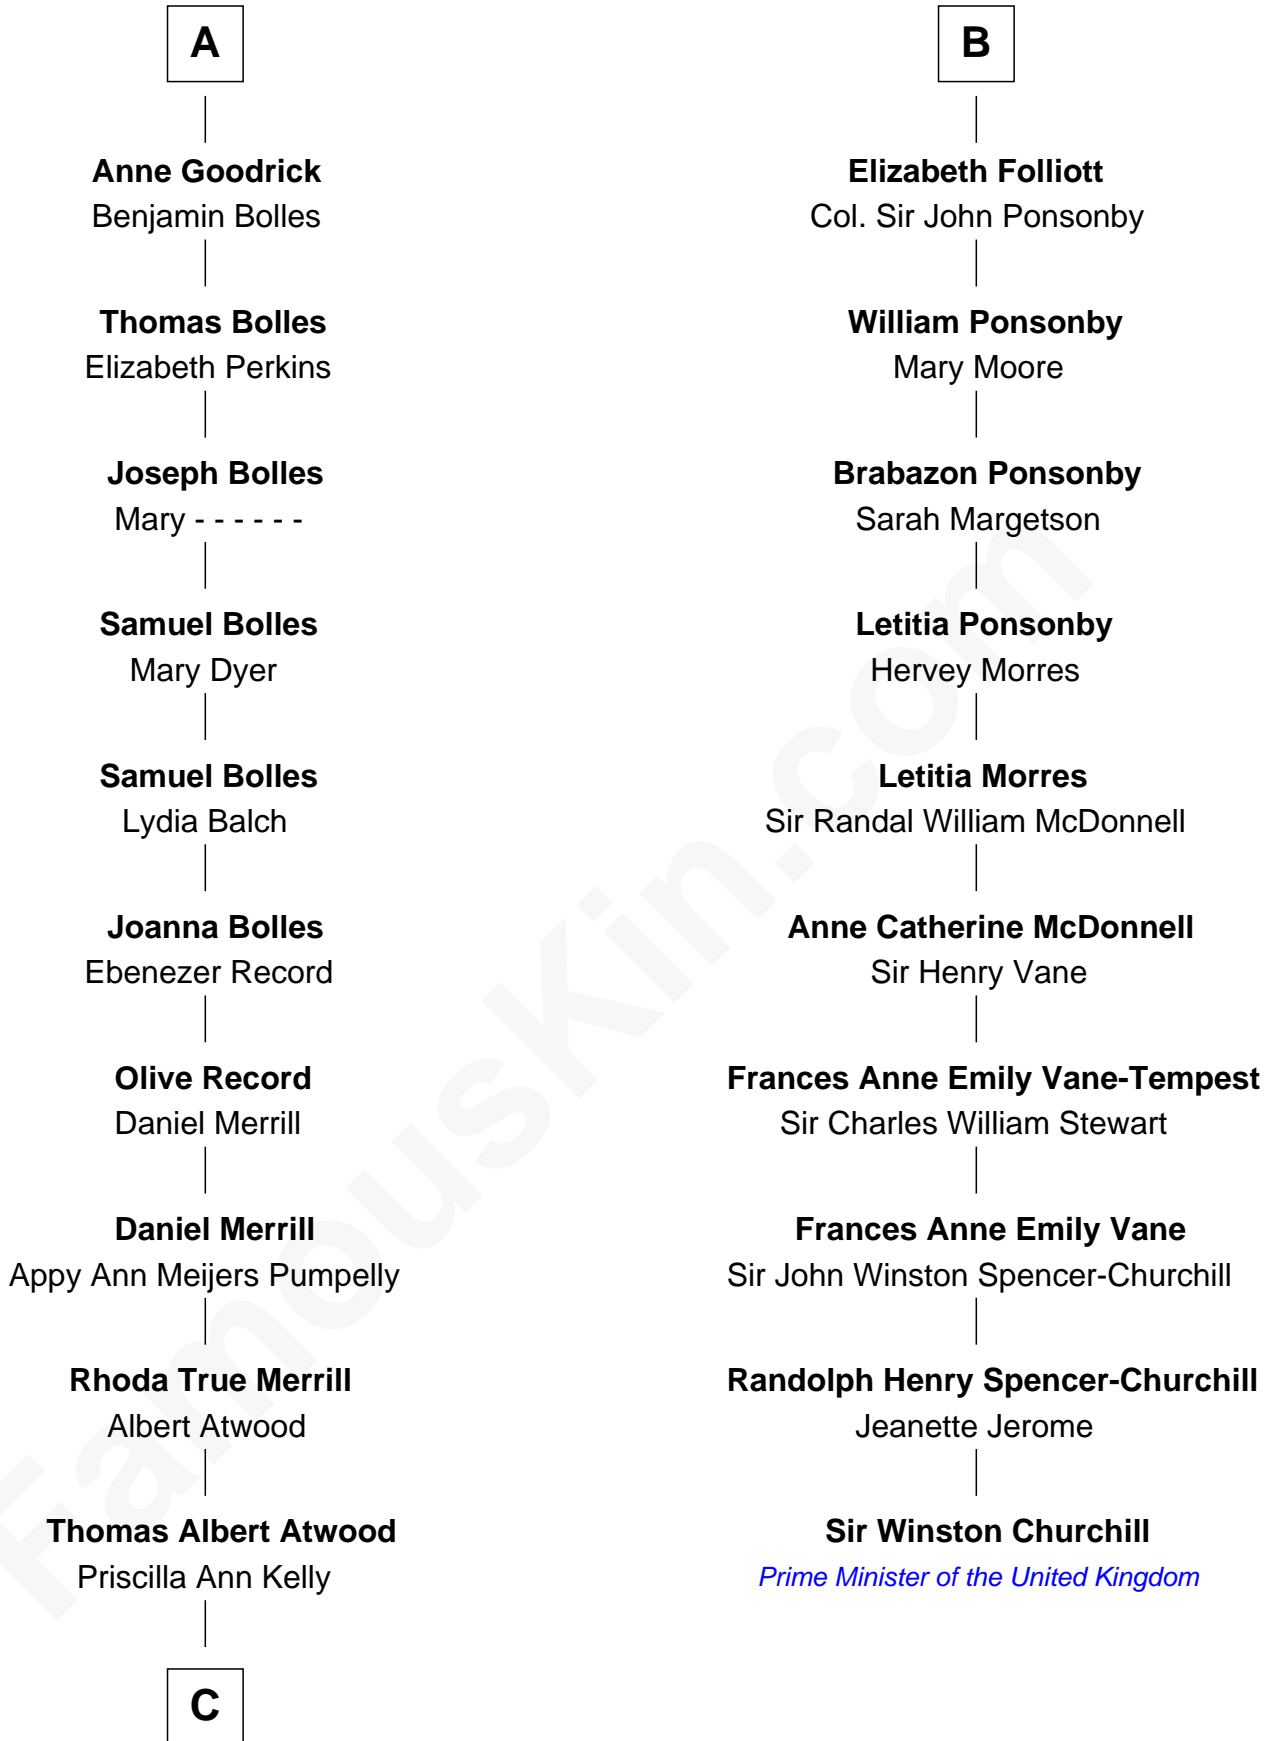 A
Anne Goodrick
Benjamin Bolles
Thomas Bolles
Elizabeth Perkins
Joseph Bolles
Mary - - - - - -
Samuel Bolles
Mary Dyer
Samuel Bolles
Lydia Balch
Joanna Bolles
Ebenezer Record
Olive Record
Daniel Merrill
Daniel Merrill
Appy Ann Meijers Pumpelly
Rhoda True Merrill
Albert Atwood
Thomas Albert Atwood
Priscilla Ann Kelly
C
B
Elizabeth Folliott
Col. Sir John Ponsonby
William Ponsonby
Mary Moore
Brabazon Ponsonby
Sarah Margetson
Letitia Ponsonby
Hervey Morres
Letitia Morres
Sir Randal William McDonnell
Anne Catherine McDonnell
Sir Henry Vane
Frances Anne Emily Vane-Tempest
Sir Charles William Stewart
Frances Anne Emily Vane
Sir John Winston Spencer-Churchill
Randolph Henry Spencer-Churchill
Jeanette Jerome
Sir Winston Churchill
Prime Minister of the United Kingdom
FamousKin.com